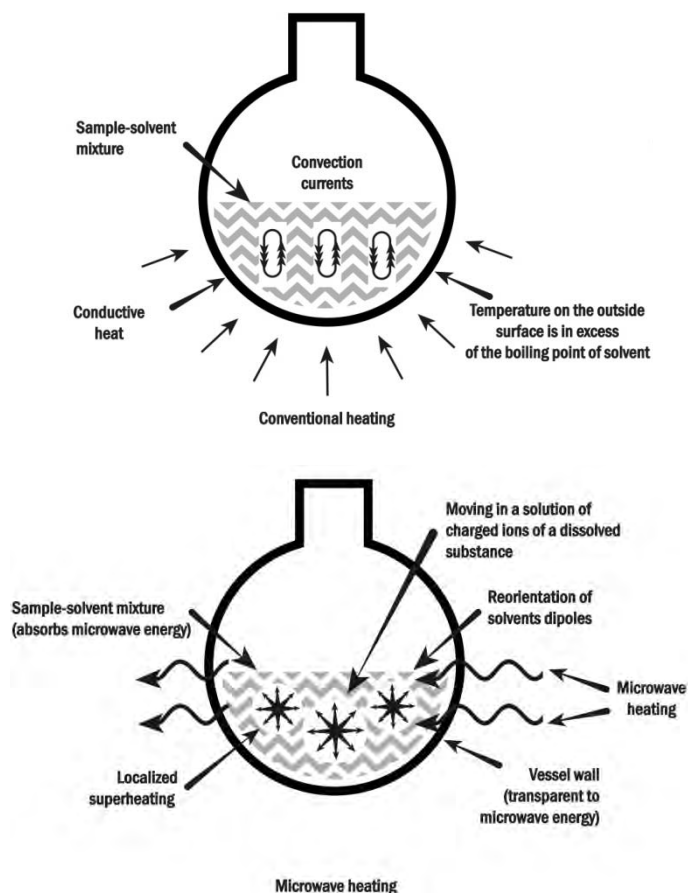 Sample-solvent
mixture
Convection
currents
Conductive
heat
Temperature on the outside
surface is in excess
of the boiling point of solvent
Conventional heating
Moving in a solution of
charged ions of a dissolved
substance
Sample-solvent mixture
(absorbs microwave energy)
Reorientation of
solvents dipoles
Microwave
heating
Localized
superheating
Vessel wall
(transparent to
microwave energy)
Microwave heating